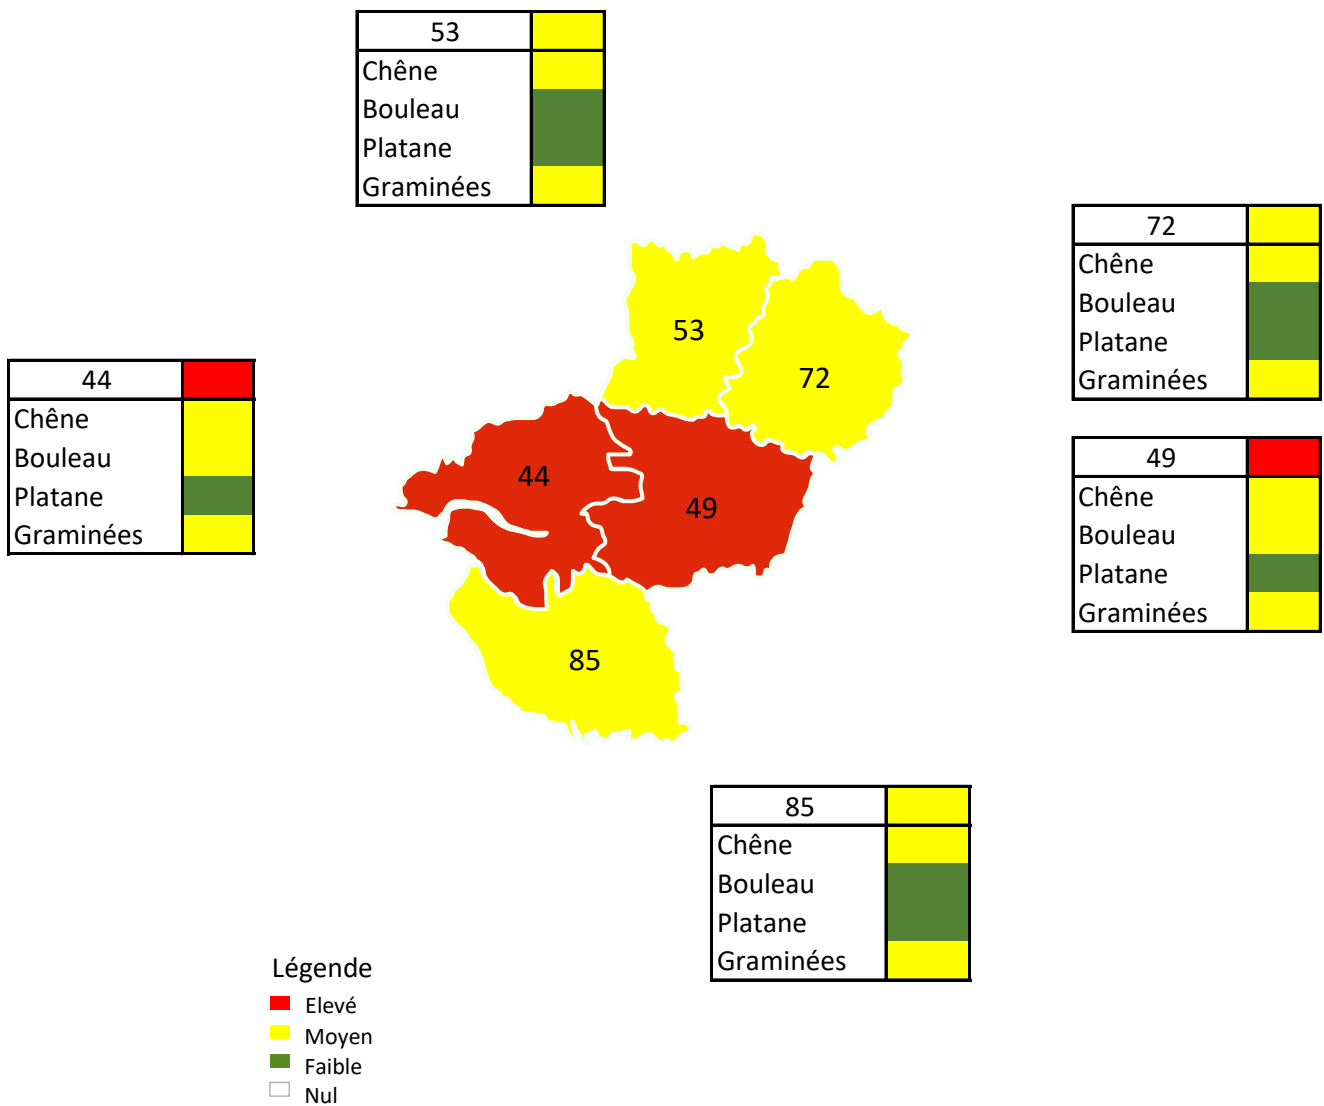 53
Chêne
Bouleau
Platane
Graminées
72
Chêne
Bouleau
Platane
Graminées
44
Chêne
Bouleau
Platane
Graminées
49
Chêne
Bouleau
Platane
Graminées
53
72
44
49
85
85
Chêne
Bouleau
Platane
Graminées
Légende
Elevé
Moyen
Faible
Nul